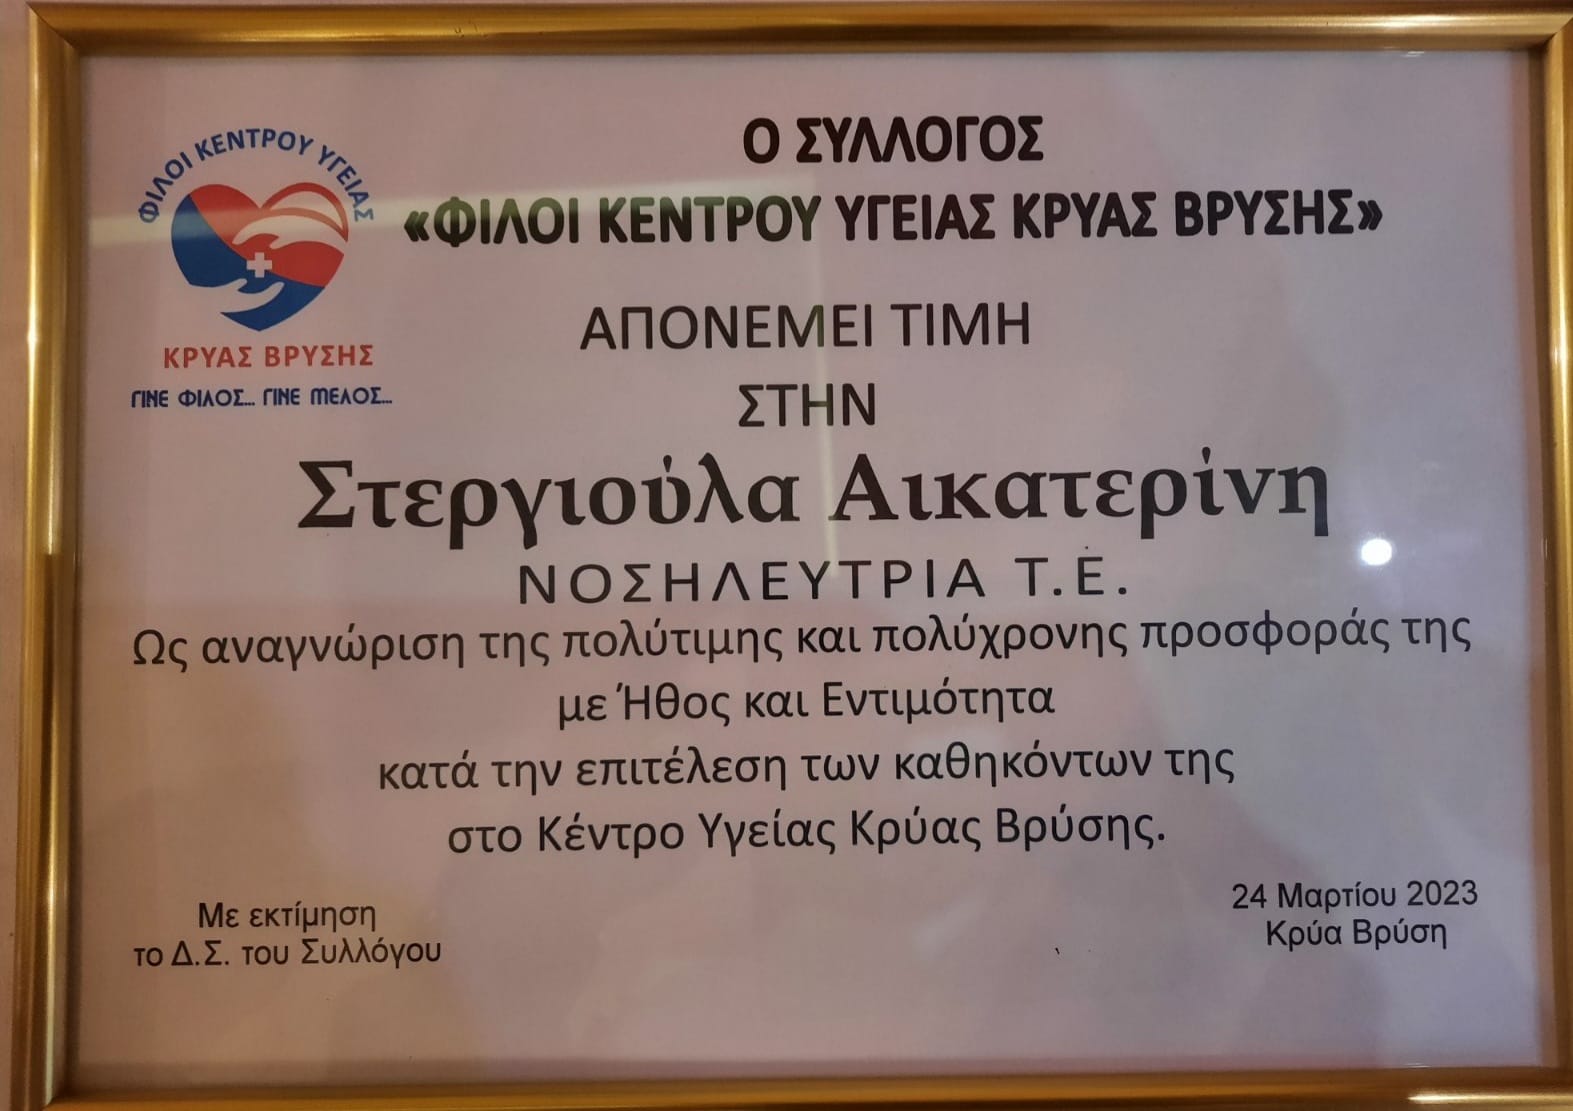 ΦΙΛΟΙ ΚΕΝΤΡΟΥ ΥΓΕΙΑΣ
ΚΡΥΑΣ ΒΡΥΣΗΣ
ΓΙΝΕ ΦΙΛΟΣ... ΓΙΝΕ ΜΕΛΟΣ...
Ο ΣΥΛΛΟΓΟΣ
«ΦΙΛΟΙ ΚΕΝΤΡΟΥ ΥΓΕΙΑΣ ΚΡΥΑΣ ΒΡΥΣΗΣ»
ΑΠΟΝΕΜΕΙ ΤΙΜΗ
ΣΤΗΝ
Στεργιούλα Αικατερίνη
ΝΟΣΗΛΕΥΤΡΙΑ Τ.Ε.
Ως αναγνώριση της πολύτιμης και πολύχρονης προσφοράς της
με Ήθος και Εντιμότητα
κατά την επιτέλεση των καθηκόντων της
στο Κέντρο Υγείας Κρύας Βρύσης.
Με εκτίμηση
το Δ.Σ. του Συλλόγου
24 Μαρτίου 2023
Κρύα Βρύση